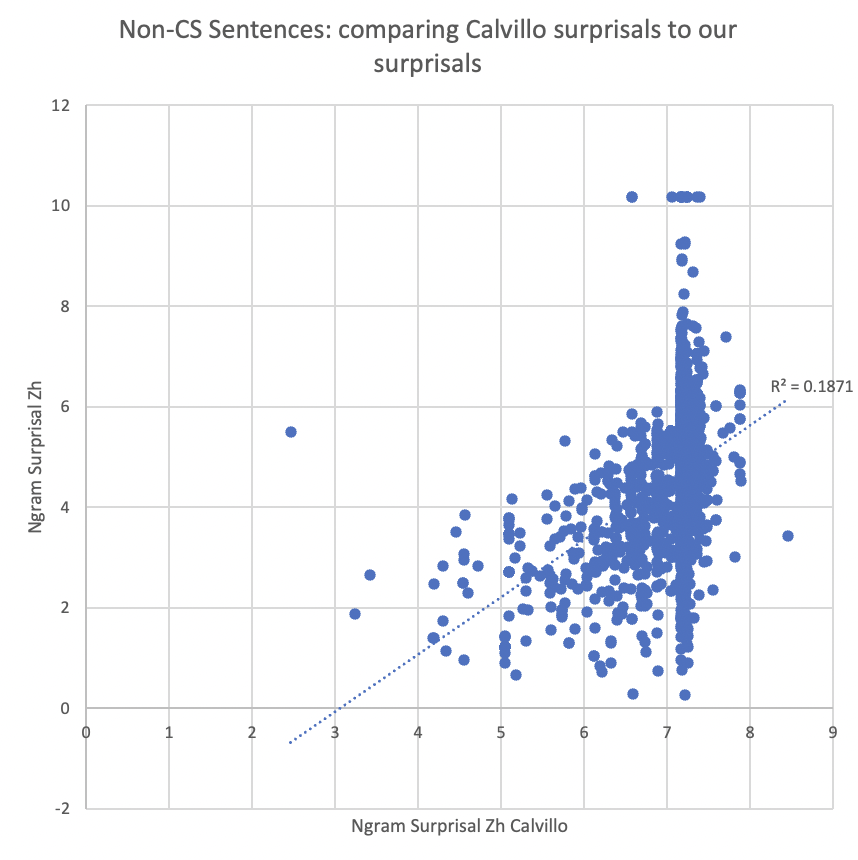 Non-CS Sentences: comparing Calvillo surprisals to our
surprisals
12
10
8
6
4
2
0
-2
Ngram Surprisal Zh
R² = 0.1871
0 1 2 3 4 5 6 7 8 9
Ngram Surprisal Zh Calvillo